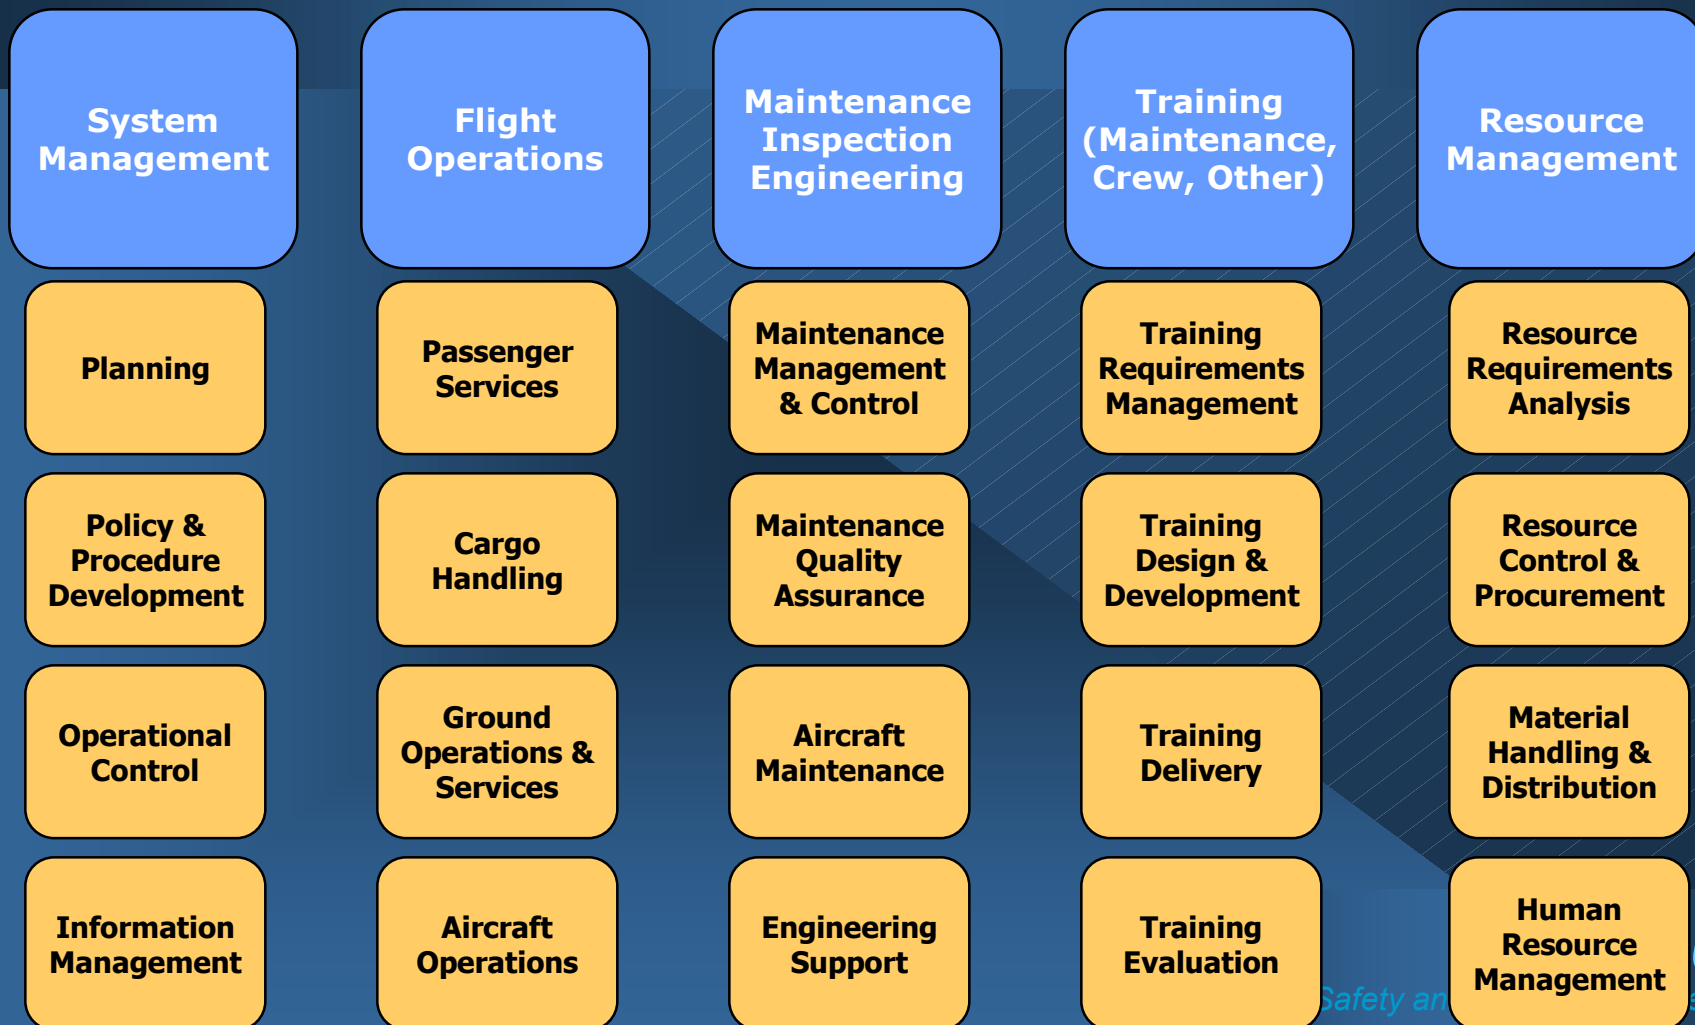 System
Management
Flight
Operations
Maintenance
Inspection
Engineering
Training
(Maintenance,
Crew, Other)
Resource
Management
Planning
Passenger
Services
Maintenance
Management
& Control
Training
Requirements
Management
Resource
Requirements
Analysis
Policy &
Procedure
Development
Cargo
Handling
Maintenance
Quality
Assurance
Training
Design &
Development
Resource
Control &
Procurement
Operational
Control
Ground
Operations &
Services
Aircraft
Maintenance
Training
Delivery
Material
Handling &
Distribution
Information
Management
Aircraft
Operations
Engineering
Support
Training
Evaluation
Human
Resource
Management
Safety